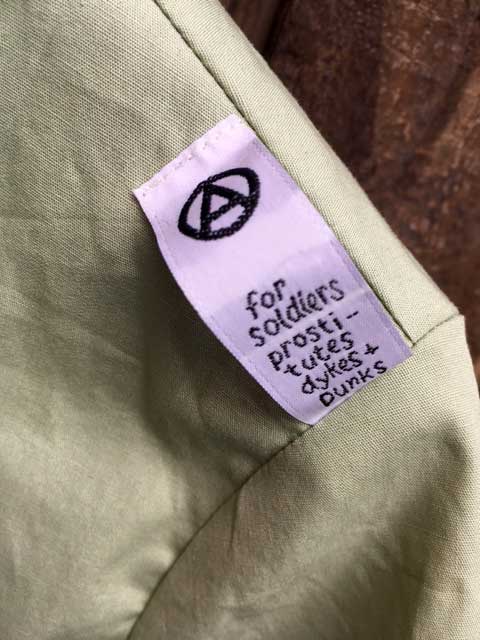 A
for
soldiers
prosti-
tutes
dykes +
punks